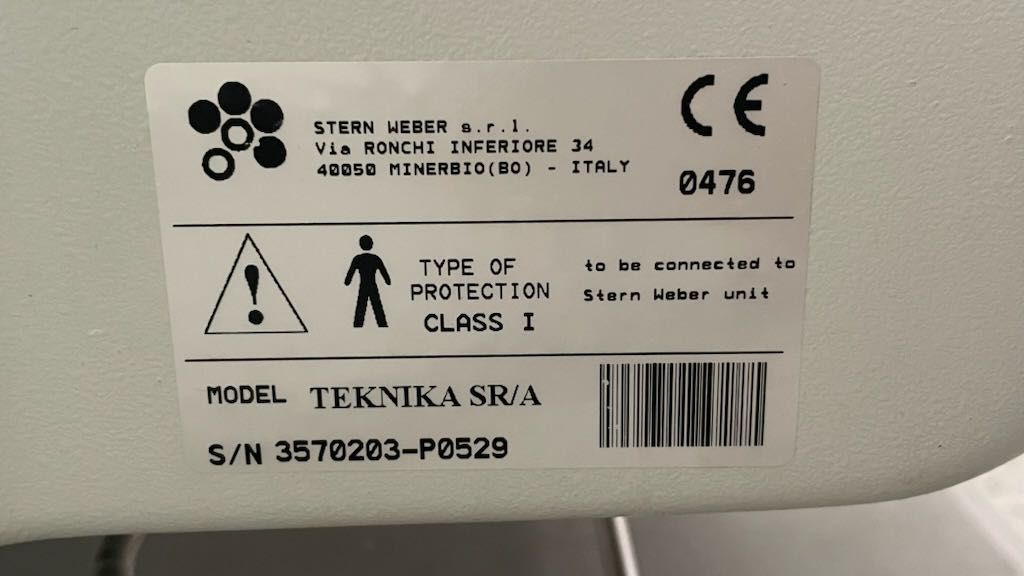 STERN WEBER s.r.l.
Via RONCHI INFERIORE 34
40050 MINERBIO(BO) - ITALY
CE
0476
TYPE OF
PROTECTION
CLASS I
to be connected to
Stern Weber unit
MODEL TEKNIKA SR/A
S/N 3570203-P0529